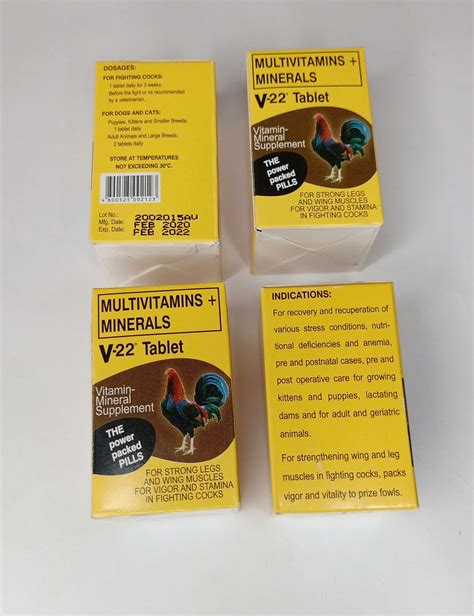 DOSAGES:
FOR FIGHTING COCKS:
1 tablet daily for 3 weeks
Before the fight or as recommended
by a veterinarian.
FOR DOGS AND CATS:
Puppies, Kittens and Smaller Breeds:
1 tablet daily
Adult Animals and Large Breeds:
2 tablets daily
STORE AT TEMPERATURES
NOT EXCEEDING 30°C.
4 800525 002123
Lot No.: 2002015AV
Mfg. Date: FEB 2020
Exp. Date: FEB 2022
MULTIVITAMINS +
MINERALS
V-22® Tablet
Vitamin-
Mineral
Supplement
THE
power
packed
PILLS
FOR STRONG LEGS
AND WING MUSCLES
FOR VIGOR AND STAMINA
IN FIGHTING COCKS
MULTIVITAMINS +
MINERALS
V-22® Tablet
Vitamin-
Mineral
Supplement
THE
power
packed
PILLS
FOR STRONG LEGS
AND WING MUSCLES
FOR VIGOR AND STAMINA
IN FIGHTING COCKS
INDICATIONS:
For recovery and recuperation of
various stress conditions, nutri-
tional deficiencies and anemia,
pre and postnatal cases, pre and
post operative care for growing
kittens and puppies, lactating
dams and for adult and geriatric
animals.
For strengthening wing and leg
muscles in fighting cocks, packs
vigor and vitality to prize fowls.